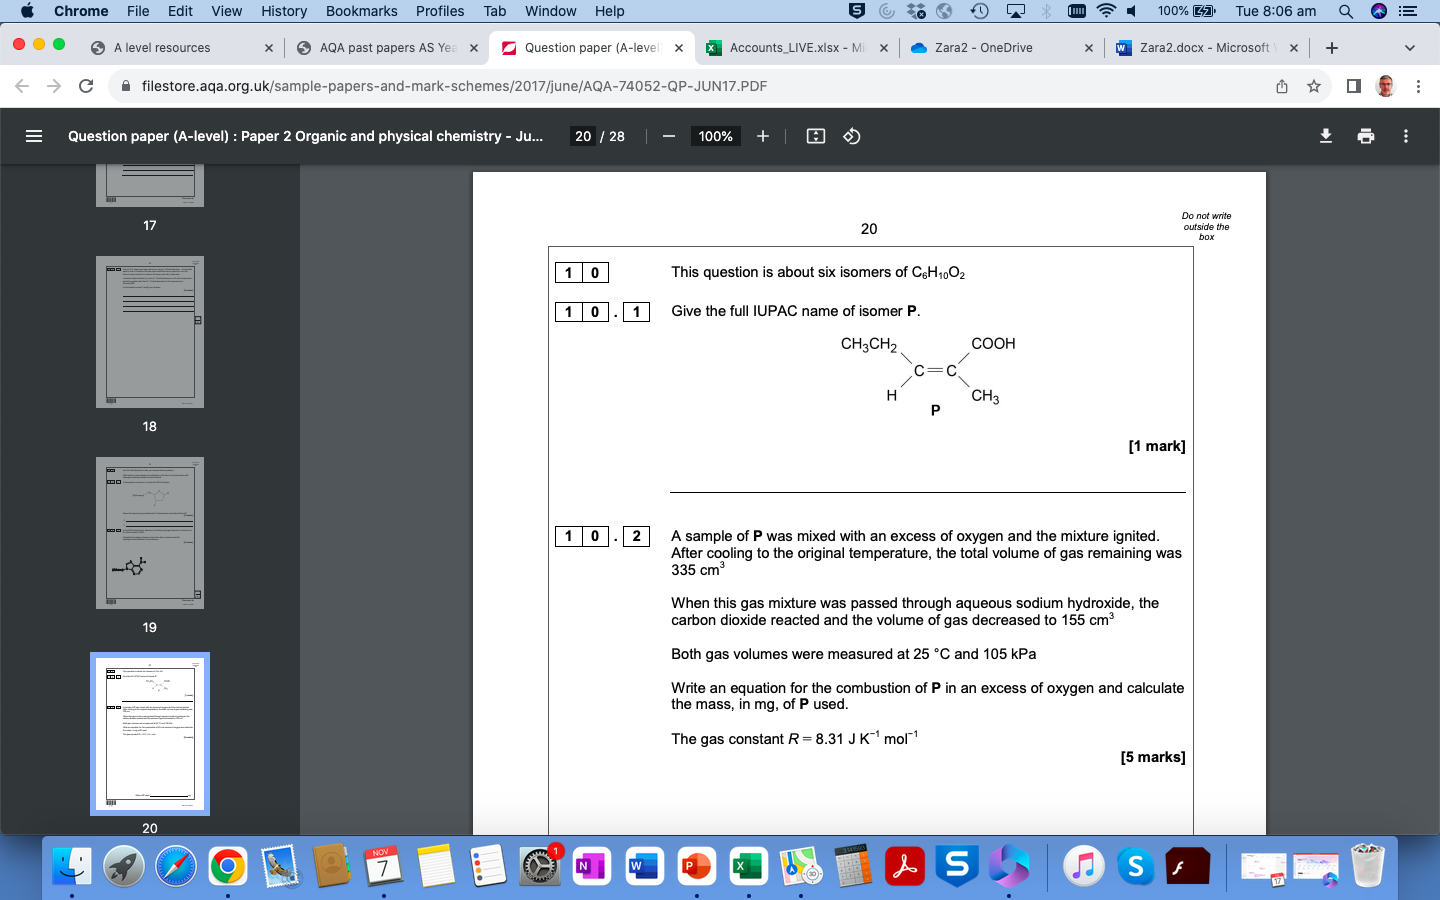 Chrome File Edit View History Bookmarks Profiles Tab Window Help 100% Tue 8:06 am
A level resources
AQA past papers AS Yea
Question paper (A-level
Accounts_LIVE.xlsx - Mi
Zara2 - OneDrive
Zara2.docx - Microsoft
filestore.aqa.org.uk/sample-papers-and-mark-schemes/2017/june/AQA-74052-QP-JUN17.PDF
Question paper (A-level) : Paper 2 Organic and physical chemistry - Ju... 20 / 28 100%
17
18
19
20
20
Do not write
outside the
box
1 0 This question is about six isomers of C₆H₁₀O₂
1 0 . 1 Give the full IUPAC name of isomer P.
CH₃CH₂ COOH
C=C
H CH₃
P
[1 mark]
1 0 . 2 A sample of P was mixed with an excess of oxygen and the mixture ignited.
After cooling to the original temperature, the total volume of gas remaining was
335 cm³
When this gas mixture was passed through aqueous sodium hydroxide, the
carbon dioxide reacted and the volume of gas decreased to 155 cm³
Both gas volumes were measured at 25 °C and 105 kPa
Write an equation for the combustion of P in an excess of oxygen and calculate
the mass, in mg, of P used.
The gas constant R = 8.31 J K⁻¹ mol⁻¹
[5 marks]
NOV
7
1
N
W
P
X
3D
S
S
f
17